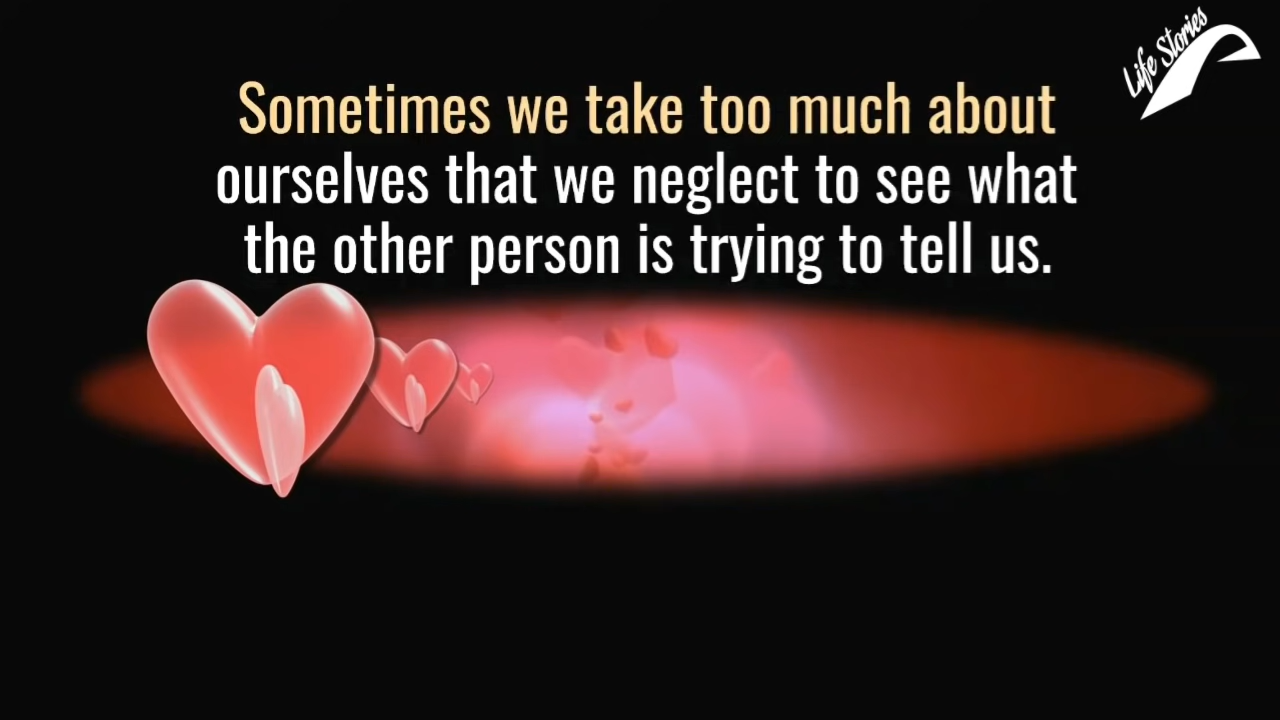 Life Stories
Sometimes we take too much about
ourselves that we neglect to see what
the other person is trying to tell us.